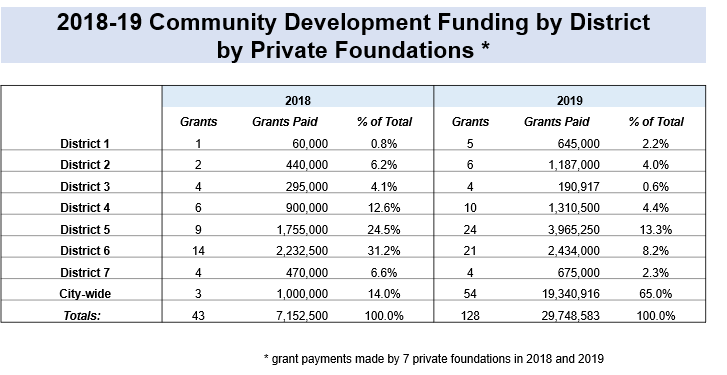 2018-19 Community Development Funding by District
by Private Foundations *
2018 2019
Grants Grants Paid % of Total Grants Grants Paid % of Total
District 1 1 60,000 0.8% 5 645,000 2.2%
District 2 2 440,000 6.2% 6 1,187,000 4.0%
District 3 4 295,000 4.1% 4 190,917 0.6%
District 4 6 900,000 12.6% 10 1,310,500 4.4%
District 5 9 1,755,000 24.5% 24 3,965,250 13.3%
District 6 14 2,232,500 31.2% 21 2,434,000 8.2%
District 7 4 470,000 6.6% 4 675,000 2.3%
City-wide 3 1,000,000 14.0% 54 19,340,916 65.0%
Totals: 43 7,152,500 100.0% 128 29,748,583 100.0%
* grant payments made by 7 private foundations in 2018 and 2019